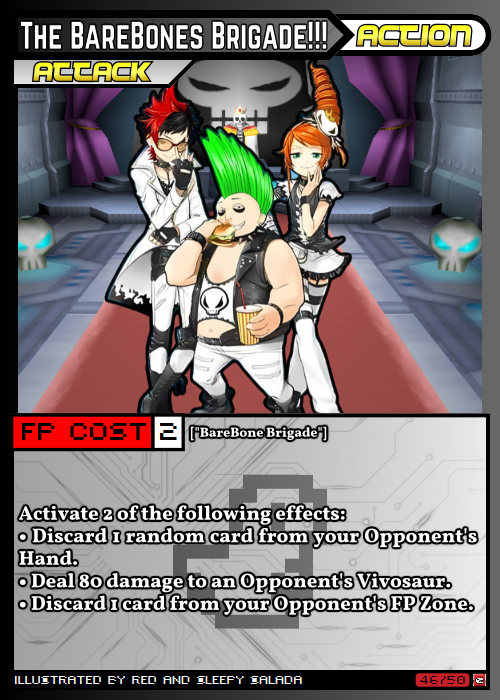 The BareBones Brigade!!!
ACTION
ATTACK
FP COST 2
["BareBone Brigade"]
Activate 2 of the following effects:
• Discard 1 random card from your Opponent's
Hand.
• Deal 80 damage to an Opponent's Vivosaur.
• Discard 1 card from your Opponent's FP Zone.
ILLUSTRATED BY RED AND SLEEPY SALADA
46/50